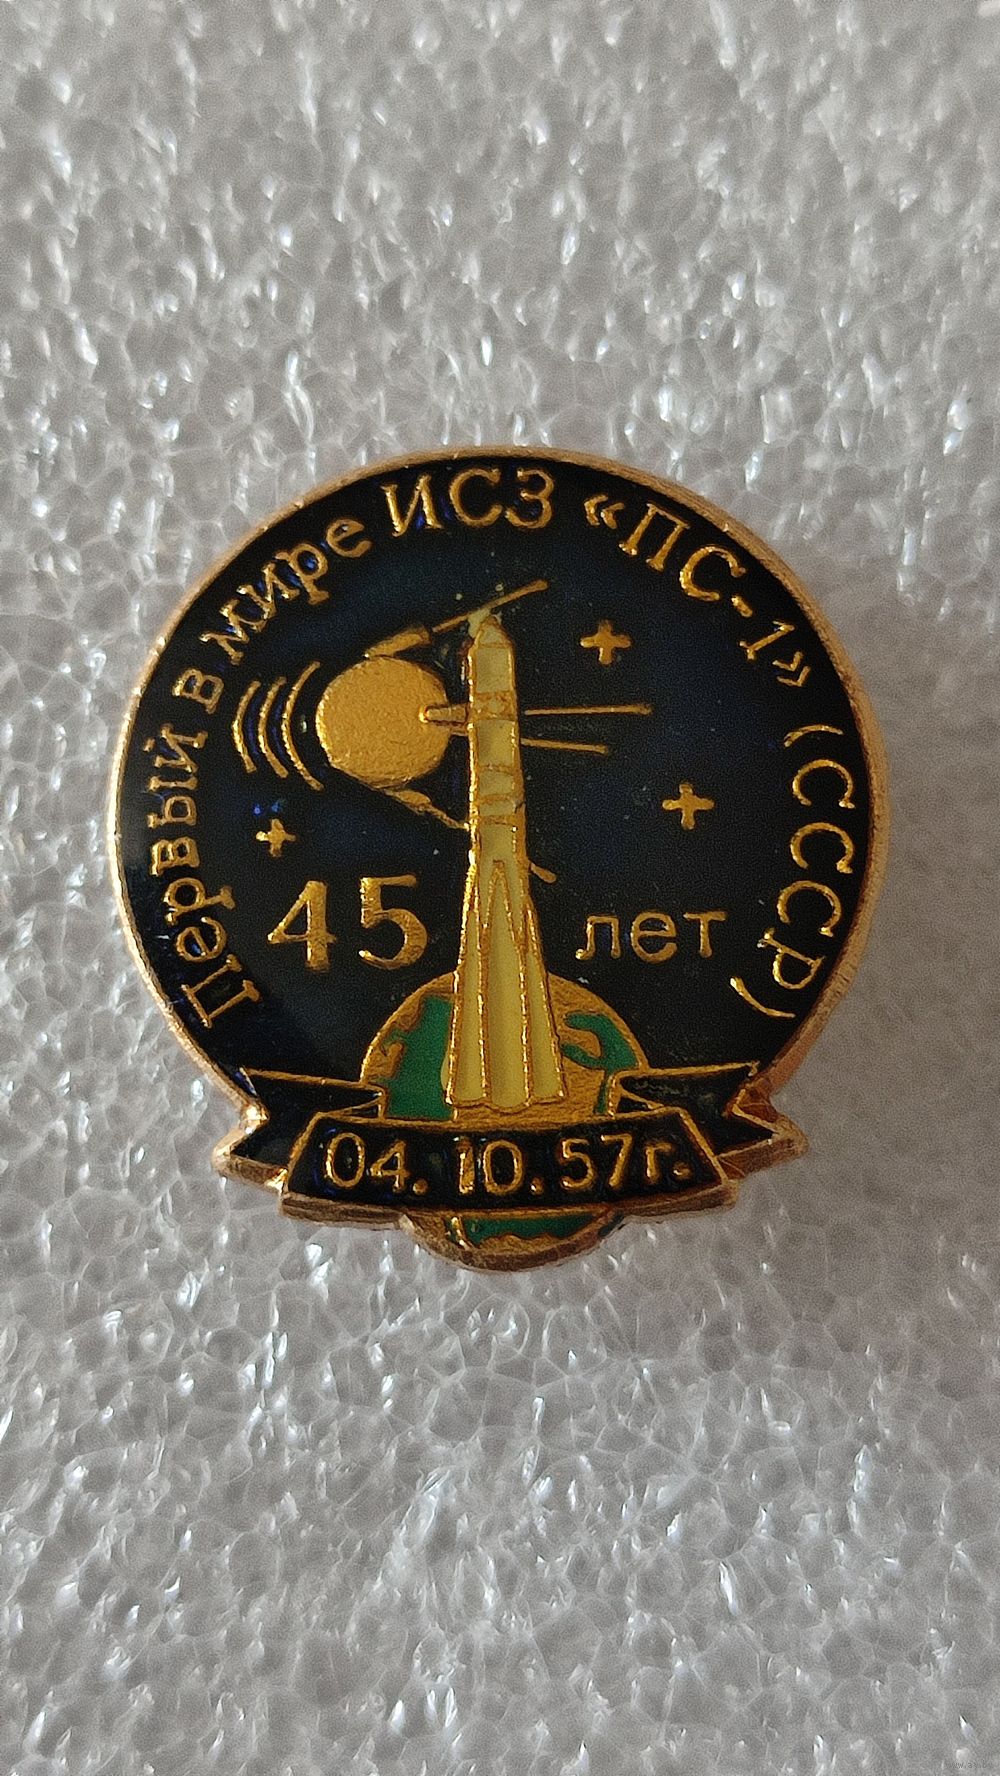 Первый в мире ИСЗ «ПС-1» (СССР)
45 лет
04.10.57г.